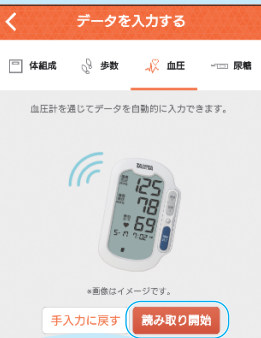 データを入力する
体組成 歩数 血圧 尿糖
血圧計を通じてデータを自動的に入力できます。
TANITA
125
78
69
※画像はイメージです。
手入力に戻す 読み取り開始